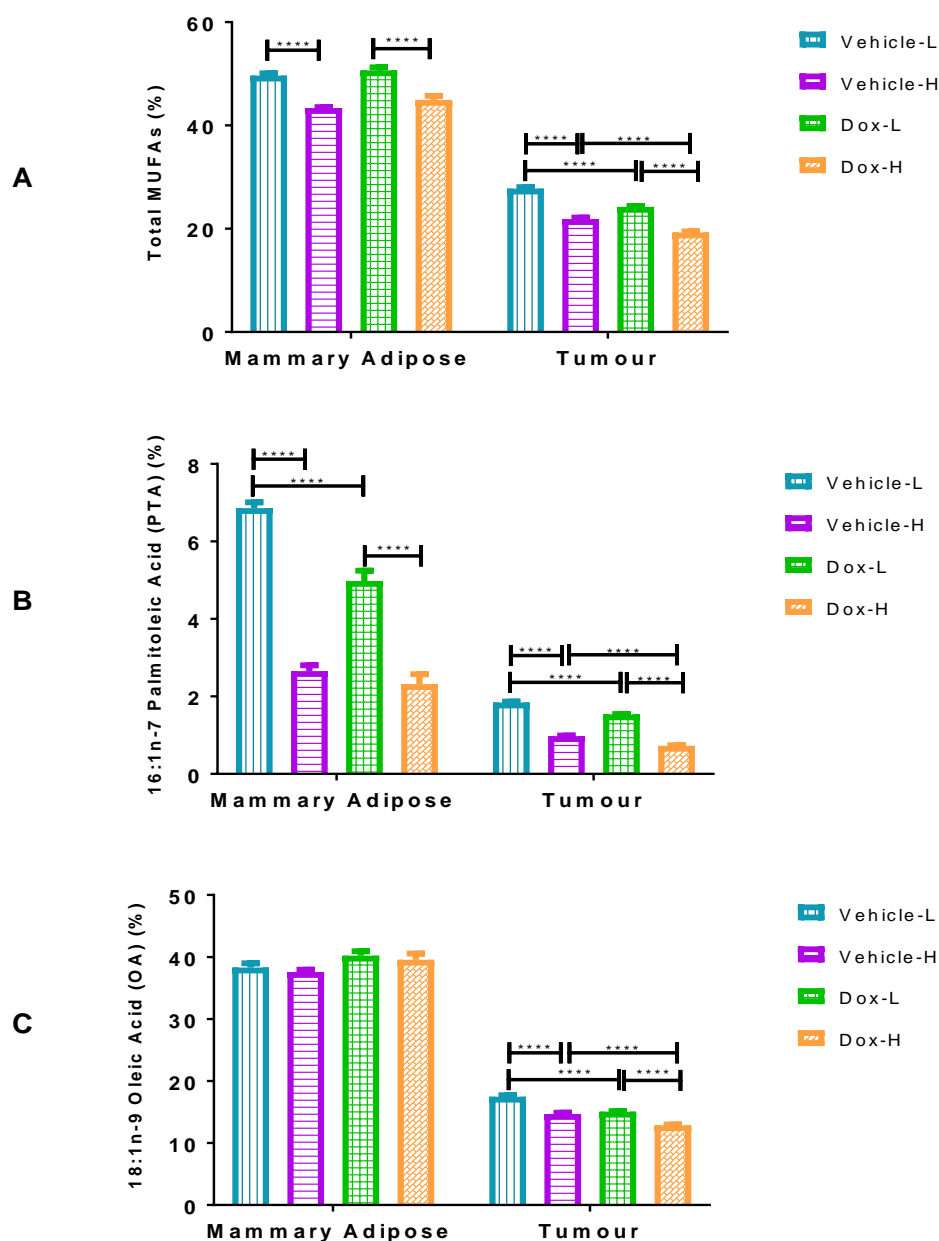 A
Total MUFAs (%)
60
40
20
0
**** ****
**** ****
**** ****
Mammary Adipose Tumour
Vehicle-L
Vehicle-H
Dox-L
Dox-H
B
16:1n-7 Palmitoleic Acid (PTA) (%)
8
6
4
2
0
****
****
****
**** ****
**** ****
Mammary Adipose Tumour
Vehicle-L
Vehicle-H
Dox-L
Dox-H
C
18:1n-9 Oleic Acid (OA) (%)
50
40
30
20
10
0
**** ****
**** ****
Mammary Adipose Tumour
Vehicle-L
Vehicle-H
Dox-L
Dox-H